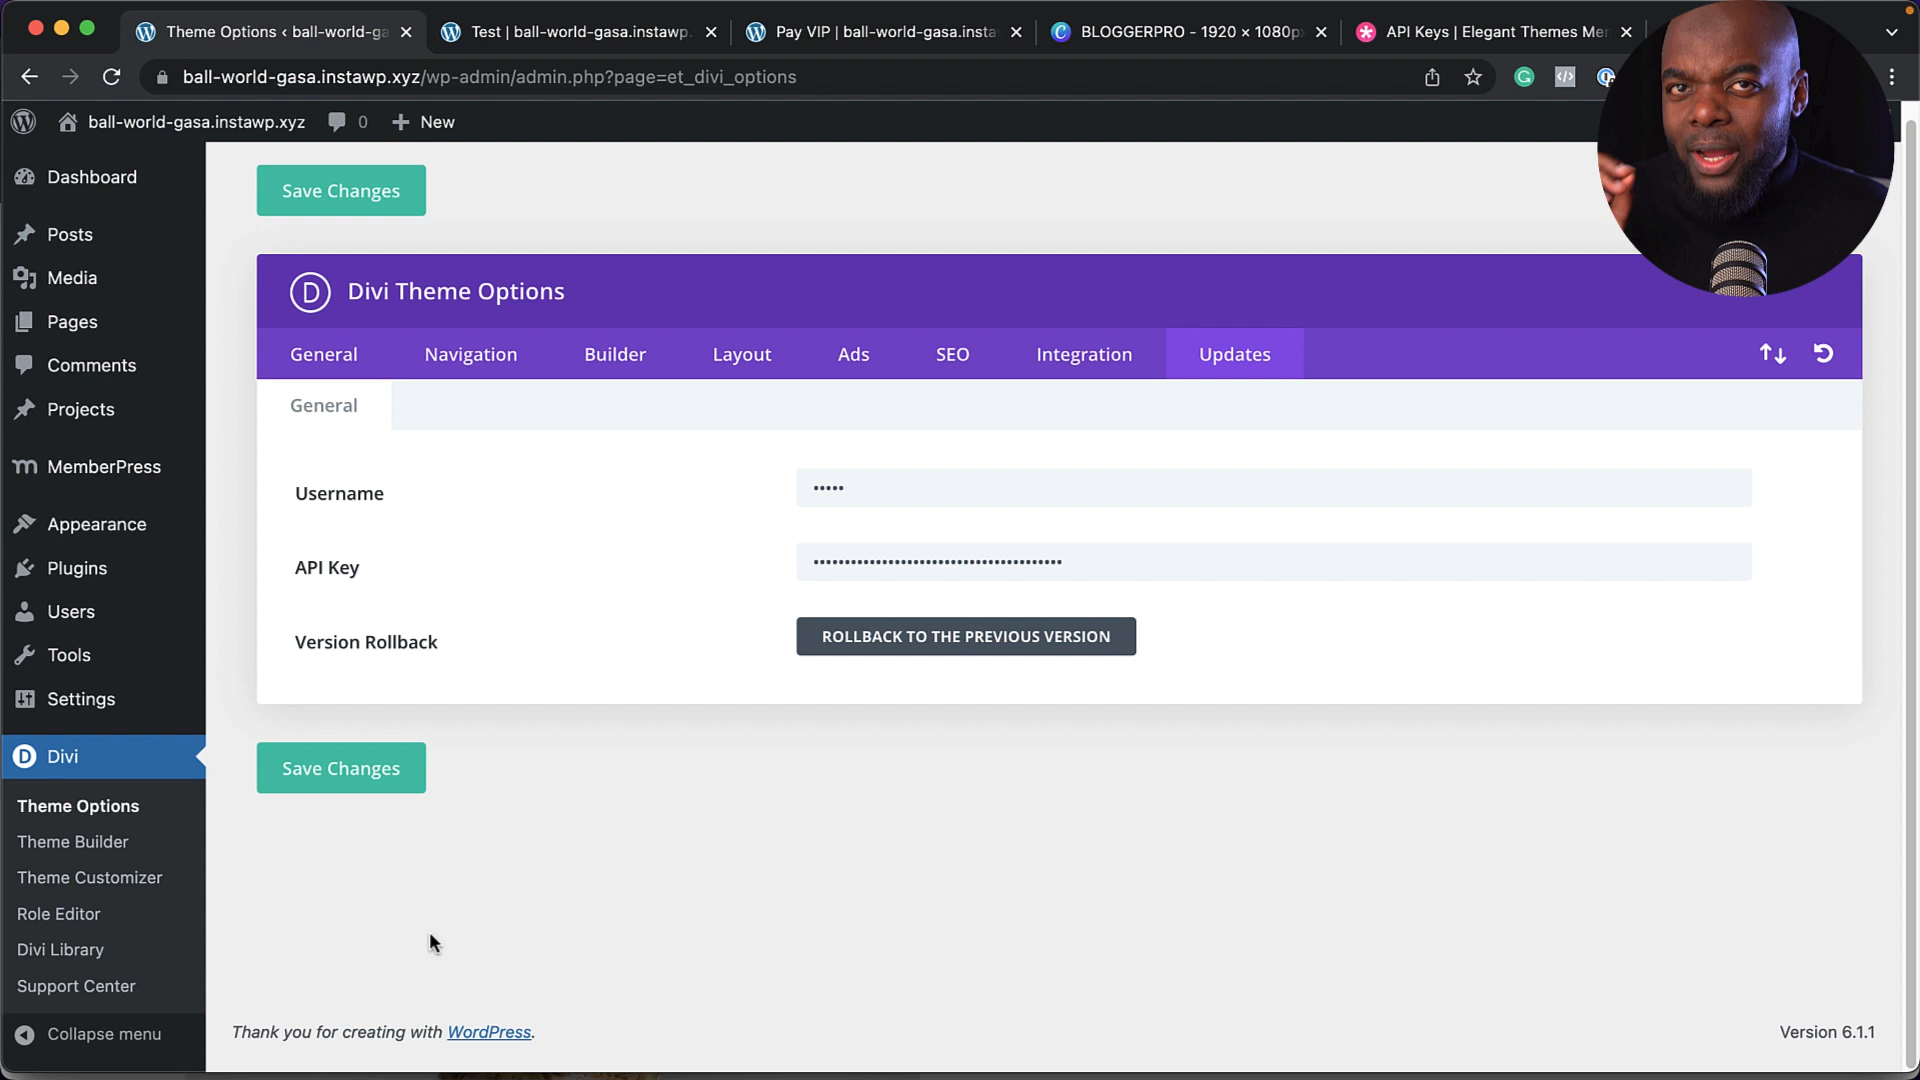 Theme Options ‹ ball-world-ga
Test | ball-world-gasa.instawp.
Pay VIP | ball-world-gasa.insta
BLOGGERPRO - 1920 × 1080p
API Keys | Elegant Themes Mer
ball-world-gasa.instawp.xyz/wp-admin/admin.php?page=et_divi_options
ball-world-gasa.instawp.xyz
0
New
Dashboard
Posts
Media
Pages
Comments
Projects
MemberPress
Appearance
Plugins
Users
Tools
Settings
Divi
Theme Options
Theme Builder
Theme Customizer
Role Editor
Divi Library
Support Center
Collapse menu
Save Changes
Divi Theme Options
General
Navigation
Builder
Layout
Ads
SEO
Integration
Updates
General
Username
•••••
API Key
••••••••••••••••••••••••••••••••••••••••
Version Rollback
ROLLBACK TO THE PREVIOUS VERSION
Save Changes
Thank you for creating with WordPress.
Version 6.1.1